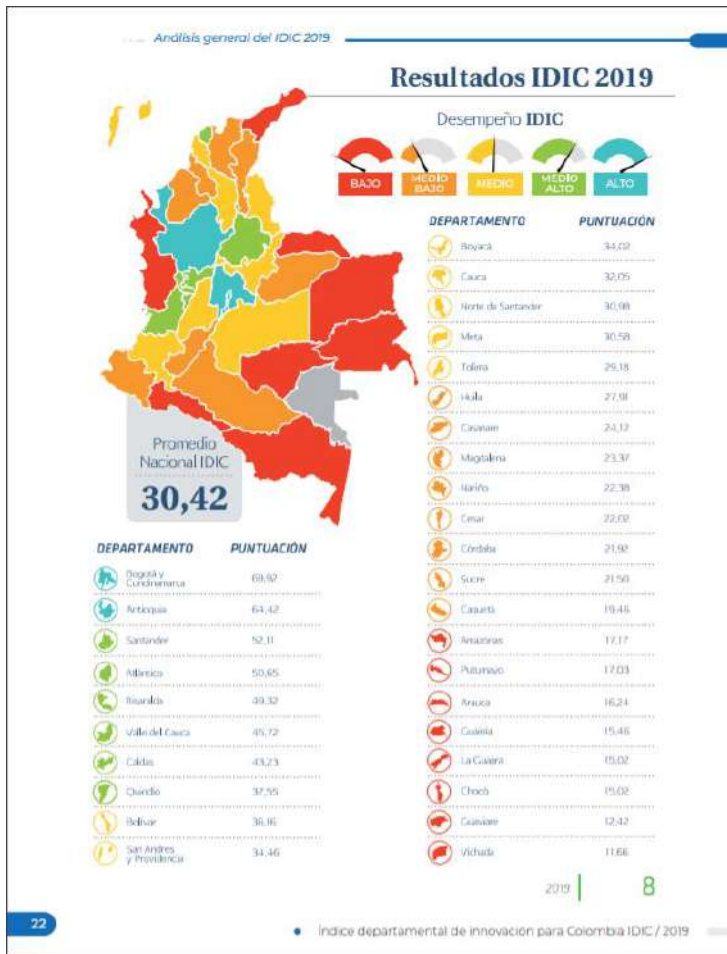 Análisis general del IDIC 2019
Resultados IDIC 2019
Desempeño IDIC
BAJO
MEDIO
BAJO
MEDIO
MEDIO
ALTO
ALTO
Promedio
Nacional IDIC
30,42
DEPARTAMENTO PUNTUACIÓN
Bogotá y
Cundinamarca 69,92
Antioquia 64,42
Santander 52,11
Atlántico 50,65
Risaralda 49,32
Valle del Cauca 45,72
Caldas 43,23
Quindío 37,55
Bolívar 36,16
San Andres
y Providencia 34,46
DEPARTAMENTO PUNTUACIÓN
Boyacá 34,02
Cauca 32,05
Norte de Santander 30,98
Meta 30,58
Tolima 29,18
Huila 27,91
Casanare 24,12
Magdalena 23,37
Nariño 22,38
Cesar 22,02
Córdoba 21,92
Sucre 21,50
Caquetá 19,46
Amazonas 17,17
Putumayo 17,03
Arauca 16,24
Guainía 15,46
La Guajira 15,02
Chocó 15,02
Guaviare 12,42
Vichada 11,66
2019 8
22
Índice departamental de innovación para Colombia IDIC / 2019